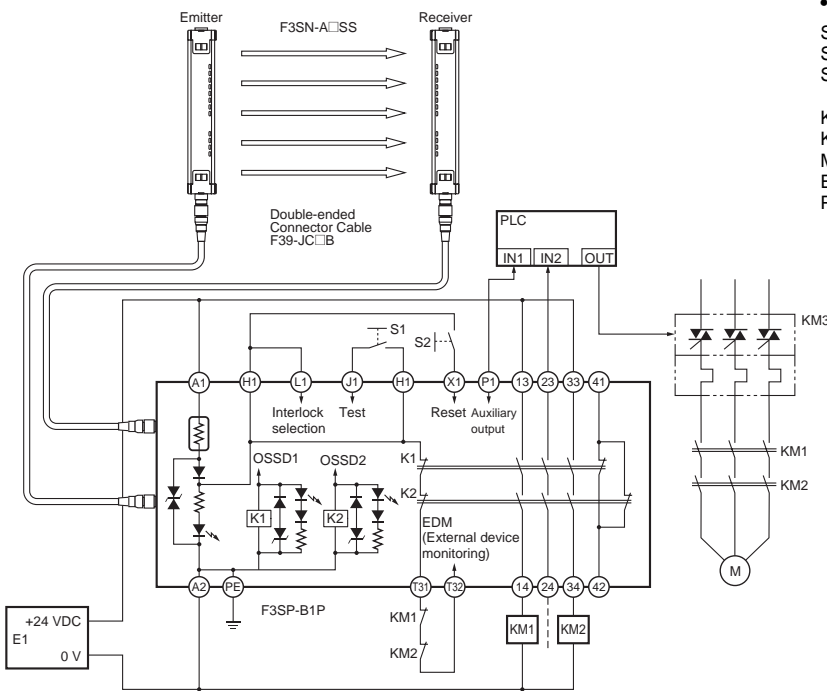 Emitter
F3SN-A□SS
Receiver
•
S
S
S
K
K
M
E
P
Double-ended
Connector Cable
F39-JC□B
PLC
IN1 IN2 OUT
KM3
S1
S2
A1 H1 L1 J1 H1 X1 P1 13 23 33 41
Interlock
selection
Test
Reset
Auxiliary
output
KM1
KM2
OSSD1
OSSD2
K1
K2
K1
K2
EDM
(External device
monitoring)
M
A2 PE T31 T32 14 24 34 42
F3SP-B1P
+24 VDC
E1
0 V
KM1
KM2
KM1
KM2